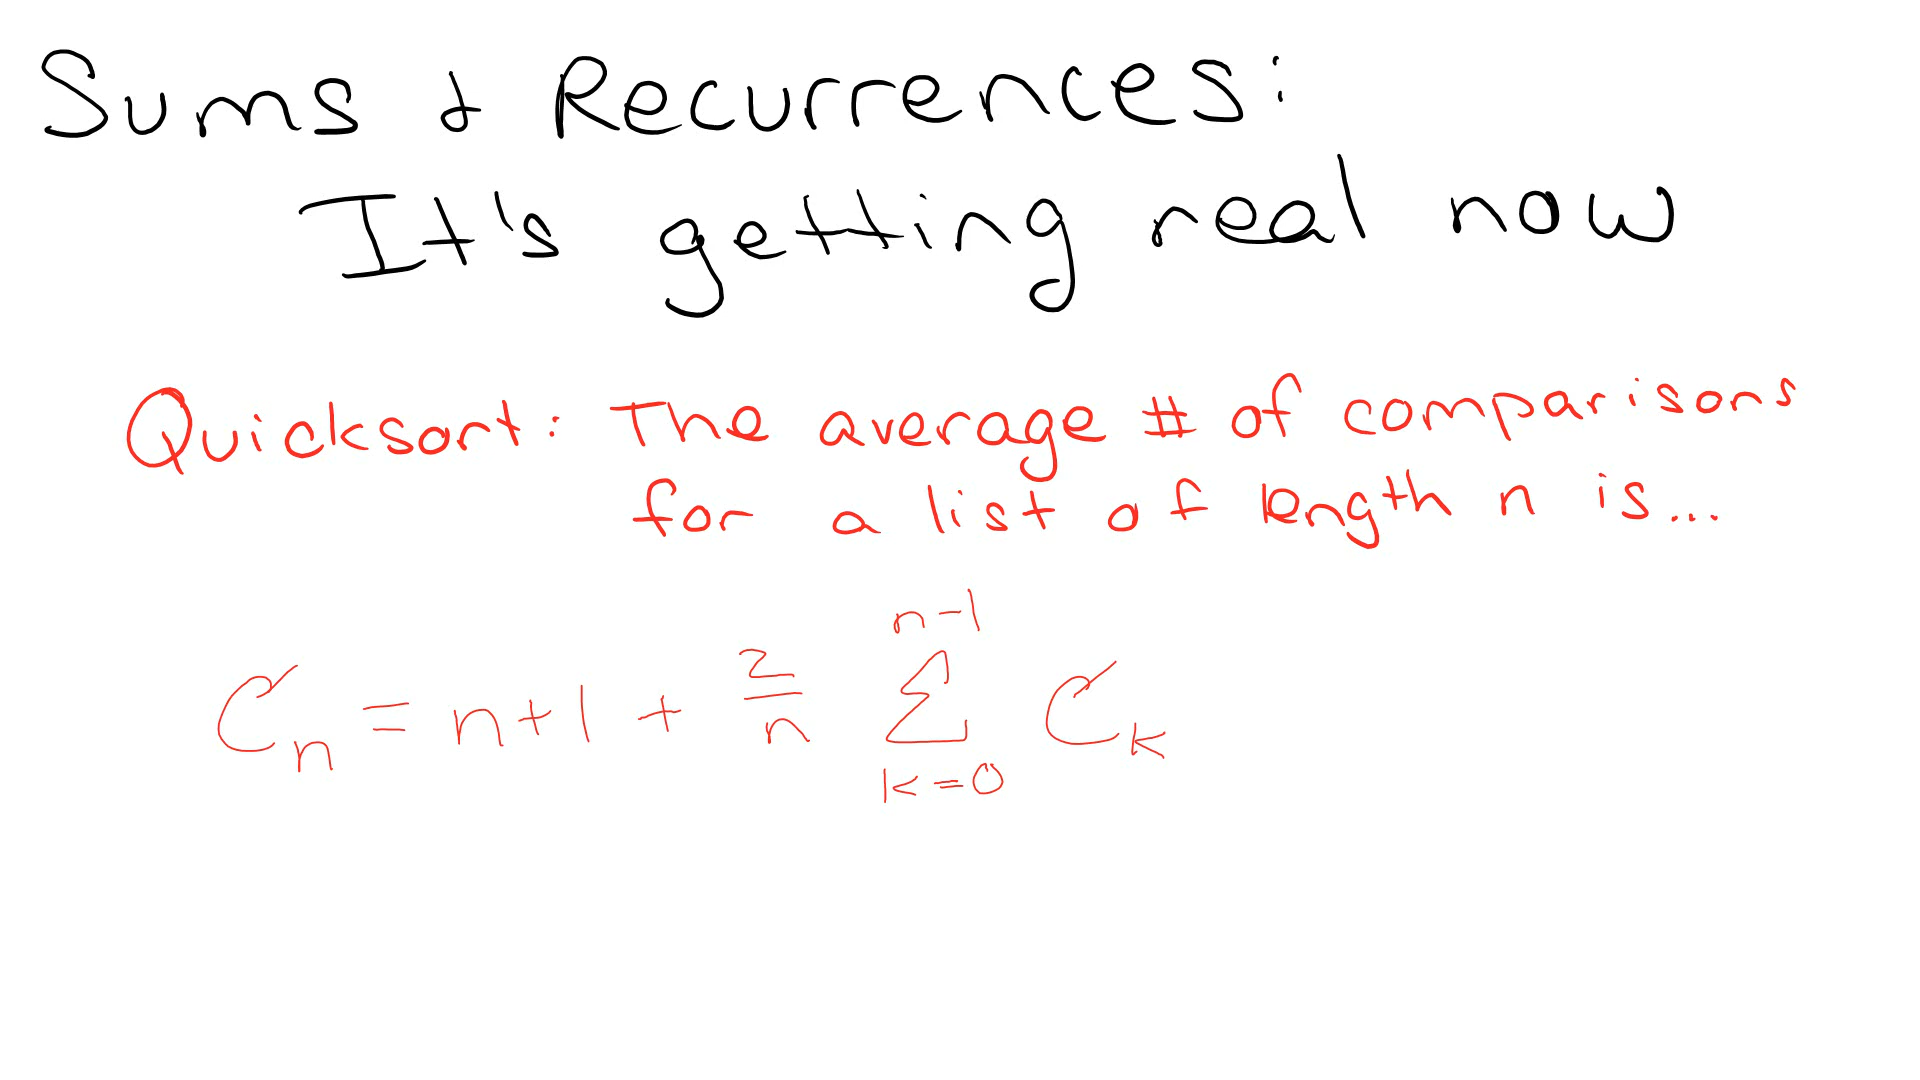 Sums & Recurrences:
It's getting real now
Quicksort: The average # of comparisons
for a list of length n is...
C_n = n+1 + 2/n \sum_{k=0}^{n-1} C_k